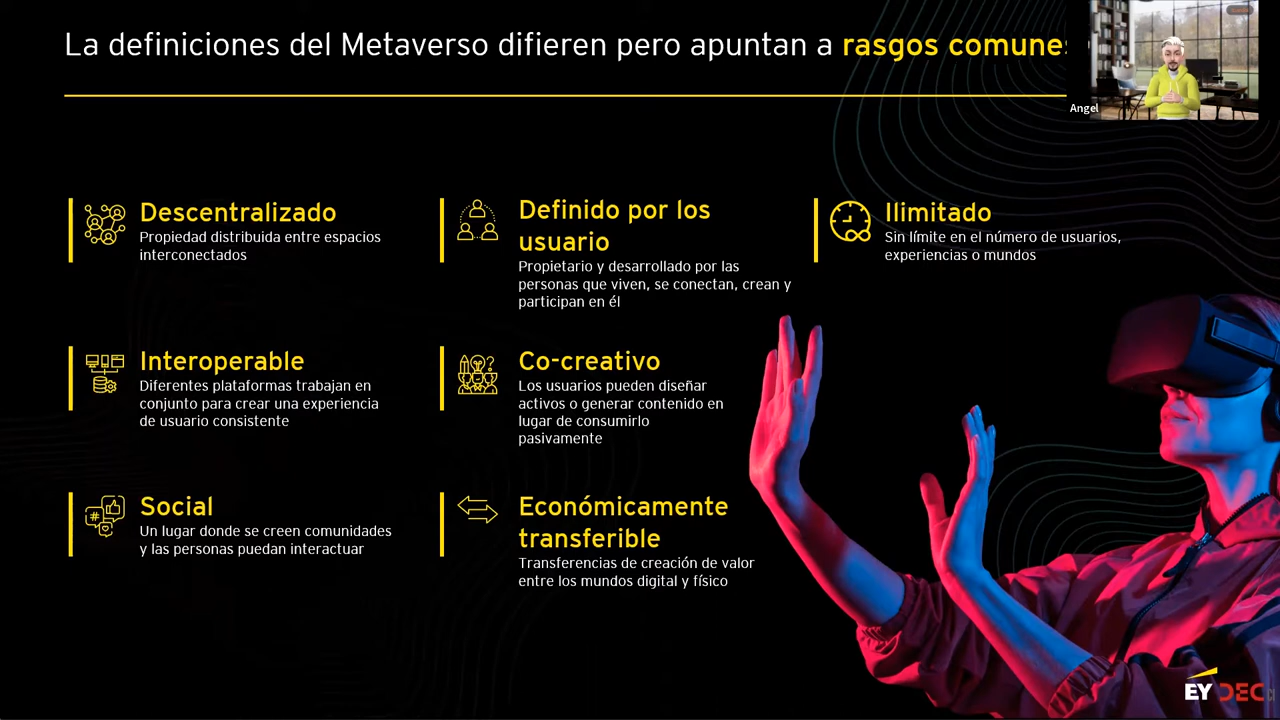 La definiciones del Metaverso difieren pero apuntan a rasgos comunes
Angel
Descentralizado
Propiedad distribuida entre espacios
interconectados
Definido por los
usuario
Propietario y desarrollado por las
personas que viven, se conectan, crean y
participan en él
Ilimitado
Sin límite en el número de usuarios,
experiencias o mundos
Interoperable
Diferentes plataformas trabajan en
conjunto para crear una experiencia
de usuario consistente
Co-creativo
Los usuarios pueden diseñar
activos o generar contenido en
lugar de consumirlo
pasivamente
Social
Un lugar donde se creen comunidades
y las personas puedan interactuar
Económicamente
transferible
Transferencias de creación de valor
entre los mundos digital y físico
EY DEC